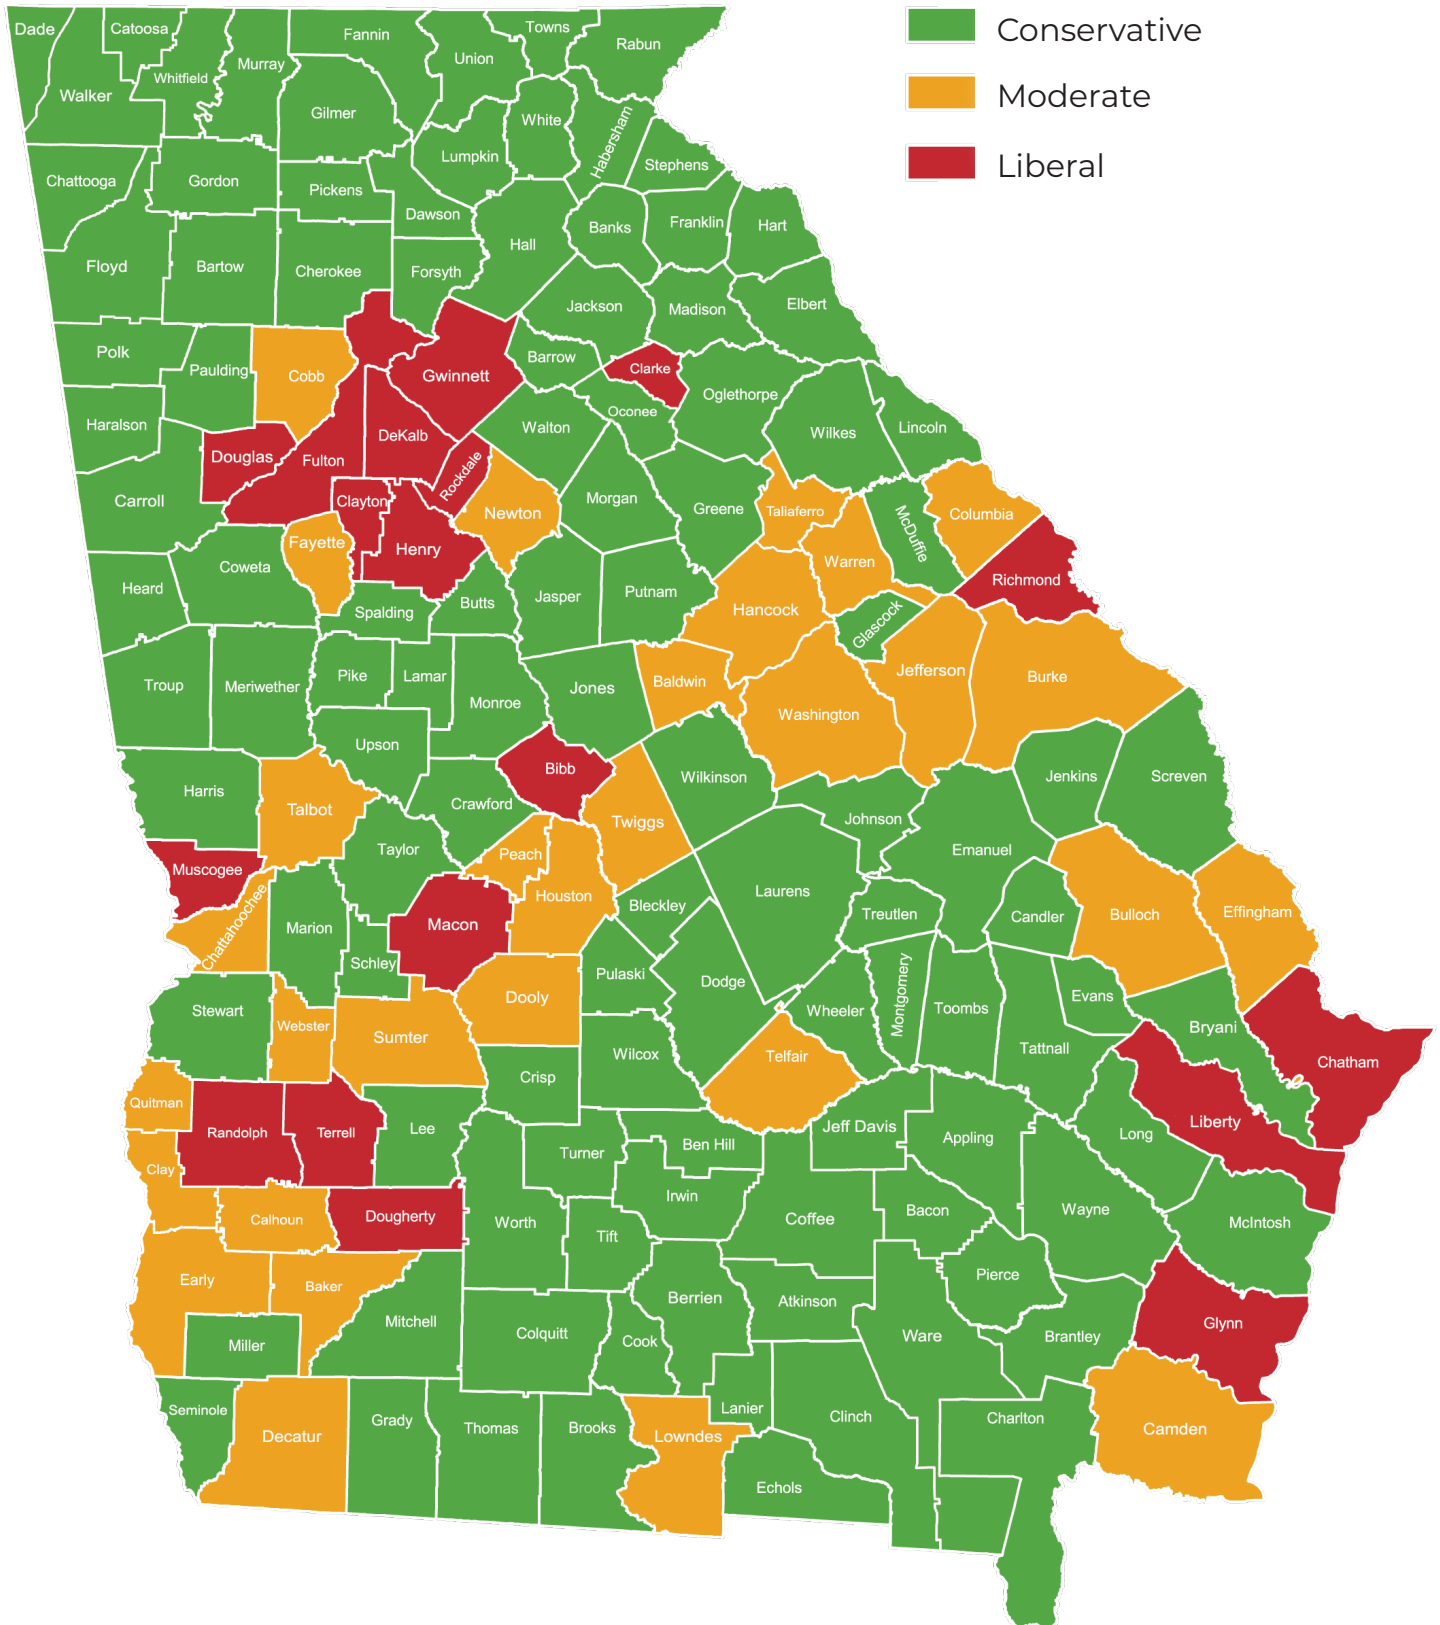 Conservative
Moderate
Liberal
Dade
Catoosa
Fannin
Towns
Rabun
Union
Murray
Whitfield
Walker
Gilmer
White
Habersham
Lumpkin
Stephens
Chattooga
Gordon
Pickens
Dawson
Banks
Franklin
Hart
Hall
Floyd
Bartow
Cherokee
Forsyth
Jackson
Madison
Elbert
Polk
Paulding
Cobb
Gwinnett
Barrow
Clarke
Oglethorpe
Oconee
Haralson
Walton
Wilkes
Lincoln
DeKalb
Douglas
Fulton
Rockdale
Carroll
Clayton
Morgan
Greene
Newton
Taliaferro
Columbia
McDuffie
Fayette
Henry
Coweta
Warren
Richmond
Heard
Spalding
Butts
Jasper
Putnam
Hancock
Glascock
Jefferson
Burke
Troup
Meriwether
Pike
Lamar
Monroe
Jones
Baldwin
Washington
Upson
Bibb
Wilkinson
Jenkins
Screven
Harris
Talbot
Crawford
Twiggs
Johnson
Taylor
Peach
Emanuel
Muscogee
Houston
Laurens
Chattahoochee
Marion
Macon
Bleckley
Treutlen
Candler
Bulloch
Effingham
Schley
Pulaski
Dodge
Montgomery
Stewart
Webster
Sumter
Dooly
Wheeler
Toombs
Evans
Bryani
Wilcox
Telfair
Tattnall
Chatham
Crisp
Quitman
Randolph
Terrell
Lee
Turner
Ben Hill
Jeff Davis
Appling
Long
Liberty
Clay
Irwin
Calhoun
Dougherty
Worth
Tift
Coffee
Bacon
Wayne
McIntosh
Early
Baker
Berrien
Atkinson
Pierce
Mitchell
Miller
Colquitt
Cook
Ware
Brantley
Glynn
Seminole
Decatur
Grady
Thomas
Brooks
Lowndes
Lanier
Clinch
Charlton
Camden
Echols